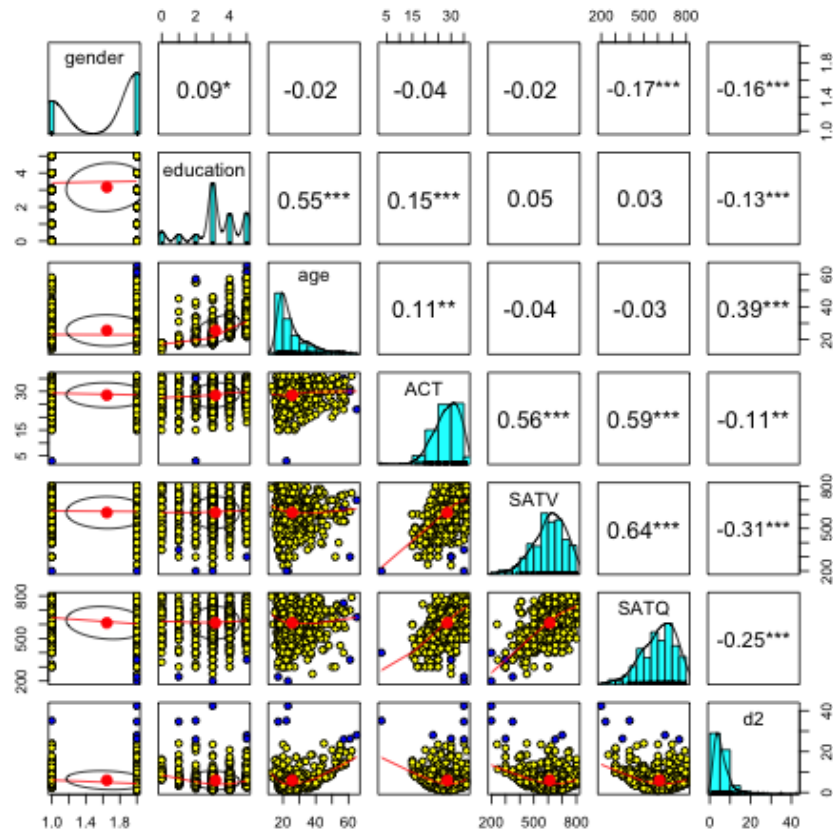 0 2 4 5 15 30 200 500 800
gender 0.09* -0.02 -0.04 -0.02 -0.17*** -0.16*** 1.0 1.4 1.8
0 2 4 education 0.55*** 0.15*** 0.05 0.03 -0.13***
age 0.11** -0.04 -0.03 0.39*** 20 40 60
5 15 30 ACT 0.56*** 0.59*** -0.11**
SATV 0.64*** -0.31*** 200 500 800
200 500 800 SATQ -0.25***
d2 0 20 40
1.0 1.4 1.8 20 40 60 200 500 800 0 10 20 30 40